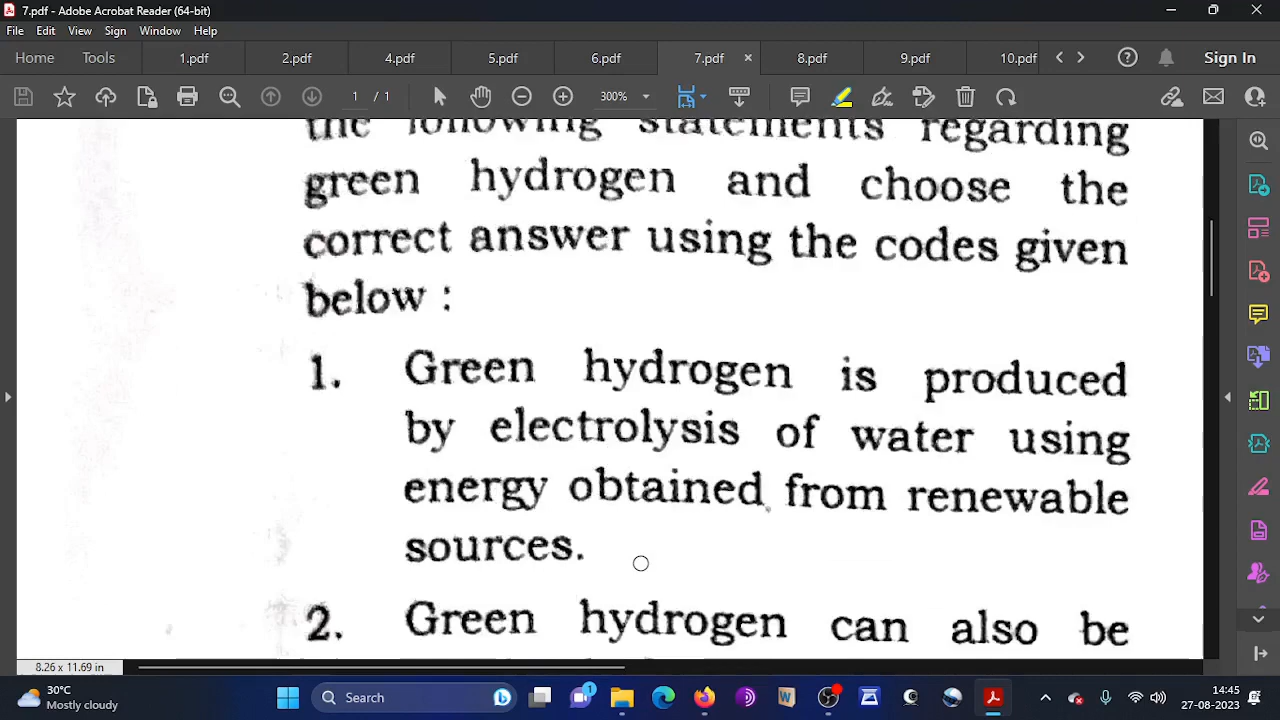 7.pdf - Adobe Acrobat Reader (64-bit)
File Edit View Sign Window Help
Home Tools 1.pdf 2.pdf 4.pdf 5.pdf 6.pdf 7.pdf 8.pdf 9.pdf 10.pdf Sign In
1 / 1 300%
the following statements regarding
green hydrogen and choose the
correct answer using the codes given
below :
1. Green hydrogen is produced
by electrolysis of water using
energy obtained from renewable
sources.
2. Green hydrogen can also be
8.26 x 11.69 in
30°C
Mostly cloudy
Search
1
14:45
27-08-2023